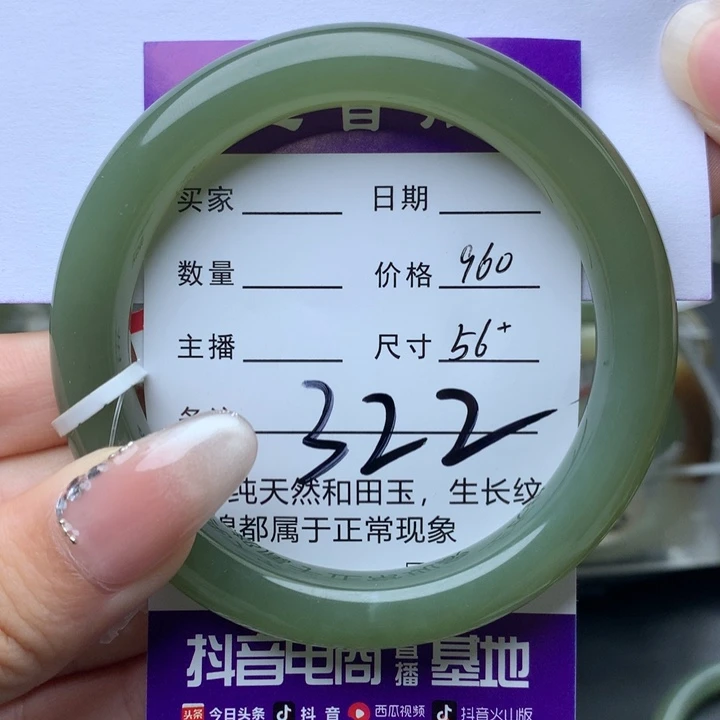 买家 日期
数量 价格 960
主播 尺寸 56+
322
纯天然和田玉，生长纹
都属于正常现象
抖音电商 直播 基地
头条 今日头条 抖音 西瓜视频 抖音火山版